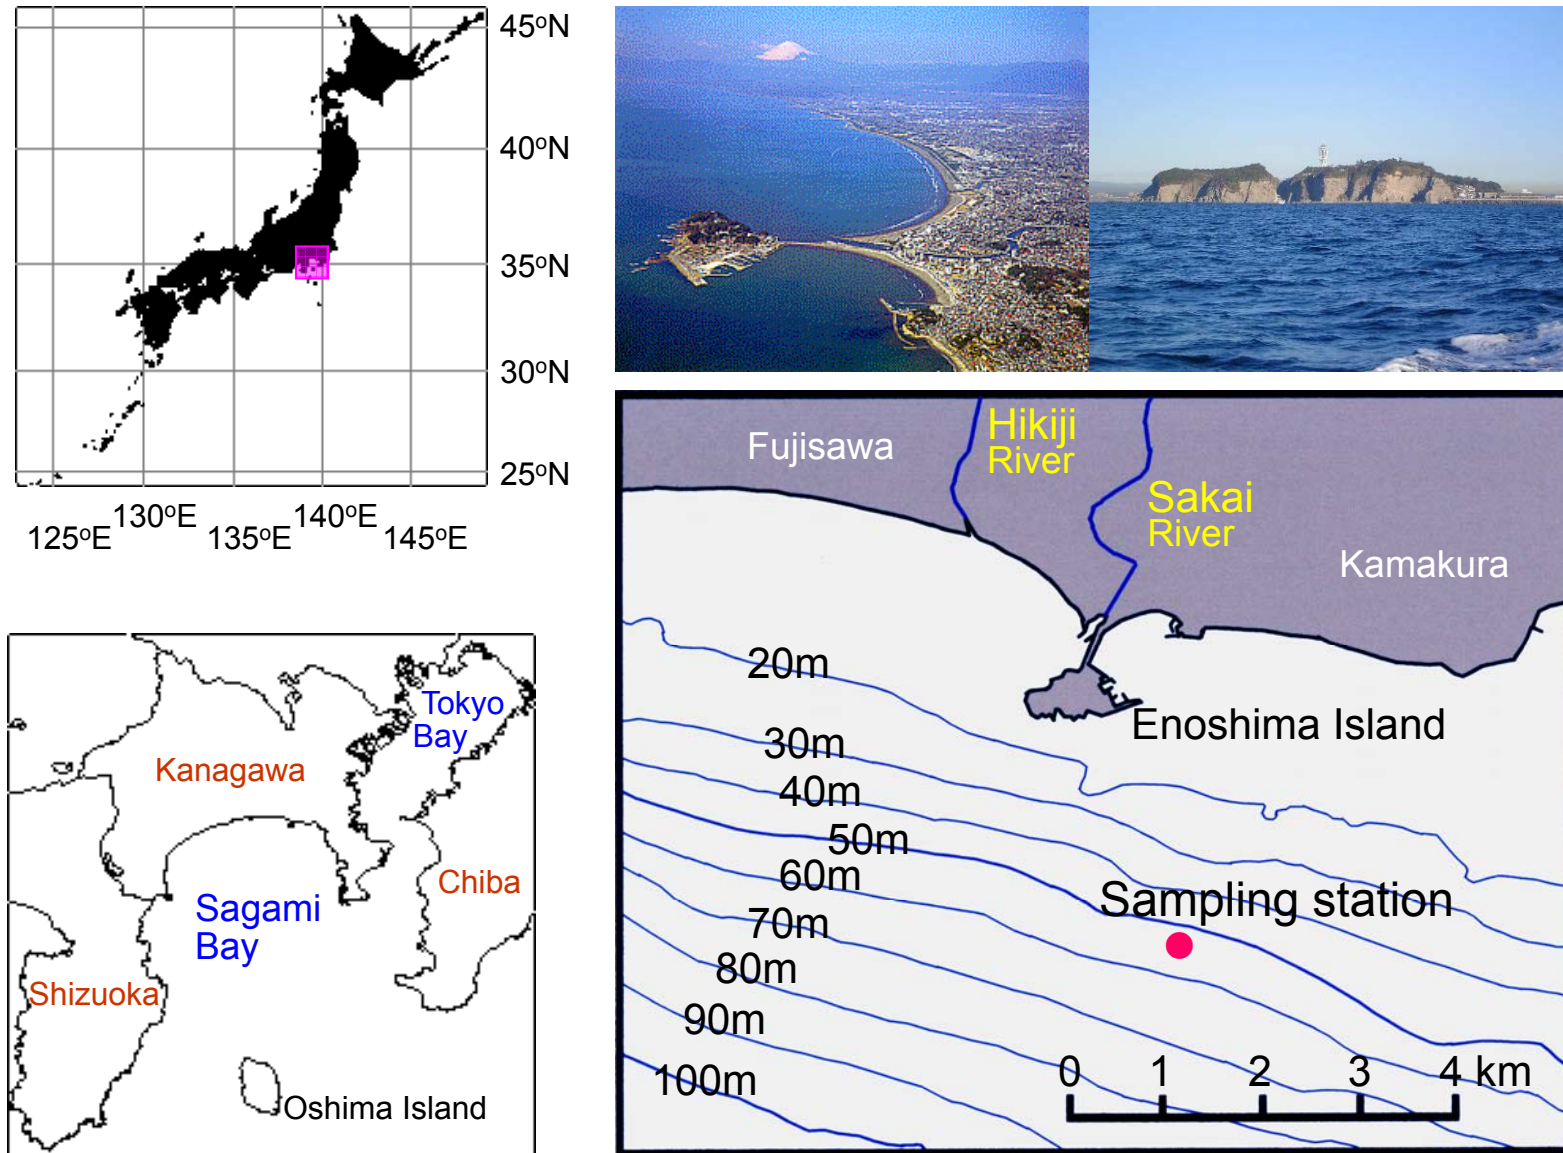 45°N
40°N
35°N
30°N
25°N
125°E
130°E
135°E
140°E
145°E
Tokyo
Bay
Kanagawa
Chiba
Sagami
Bay
Shizuoka
Oshima Island
Fujisawa
Hikiji
River
Sakai
River
Kamakura
20m
Enoshima Island
30m
40m
50m
60m
Sampling station
70m
80m
90m
100m
0 1 2 3 4 km